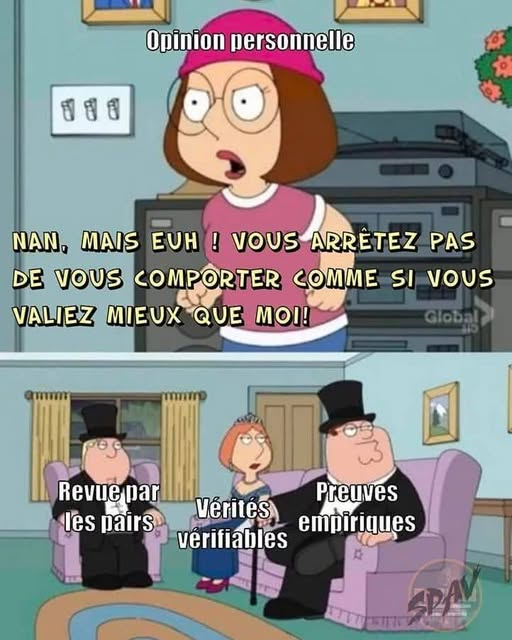 Opinion personnelle
NAN, MAIS EUH ! VOUS ARRÊTEZ PAS
DE VOUS COMPORTER COMME SI VOUS
VALIEZ MIEUX QUE MOI!
Global
HD
Revue par
les pairs
Vérités
vérifiables
Preuves
empiriques
SPAV